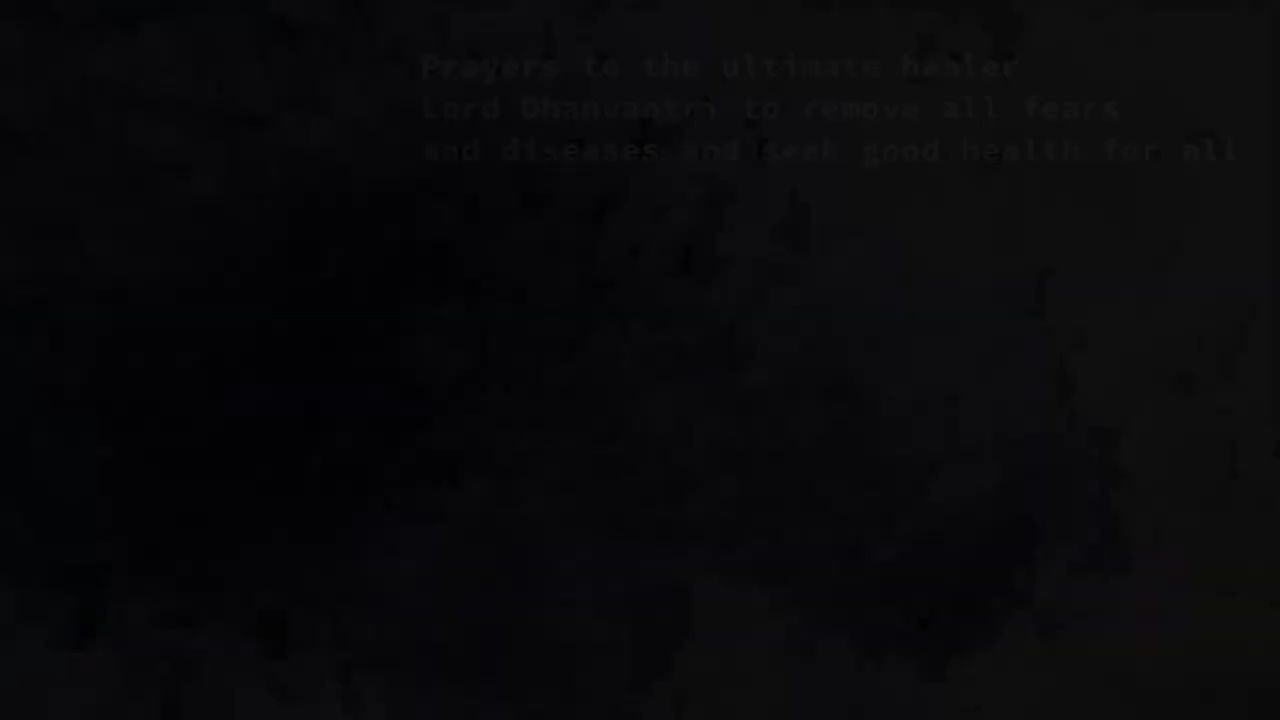 Prayers to the ultimate healer
Lord Dhanvantri to remove all fears
and diseases and seek good health for all